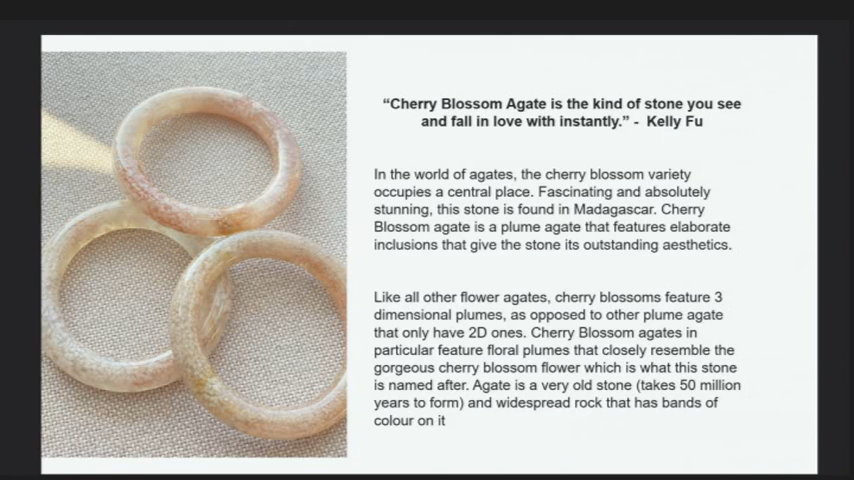 “Cherry Blossom Agate is the kind of stone you see
and fall in love with instantly.” - Kelly Fu
In the world of agates, the cherry blossom variety
occupies a central place. Fascinating and absolutely
stunning, this stone is found in Madagascar. Cherry
Blossom agate is a plume agate that features elaborate
inclusions that give the stone its outstanding aesthetics.
Like all other flower agates, cherry blossoms feature 3
dimensional plumes, as opposed to other plume agate
that only have 2D ones. Cherry Blossom agates in
particular feature floral plumes that closely resemble the
gorgeous cherry blossom flower which is what this stone
is named after. Agate is a very old stone (takes 50 million
years to form) and widespread rock that has bands of
colour on it